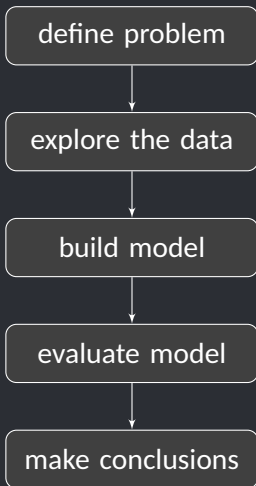 define problem
explore the data
build model
evaluate model
make conclusions